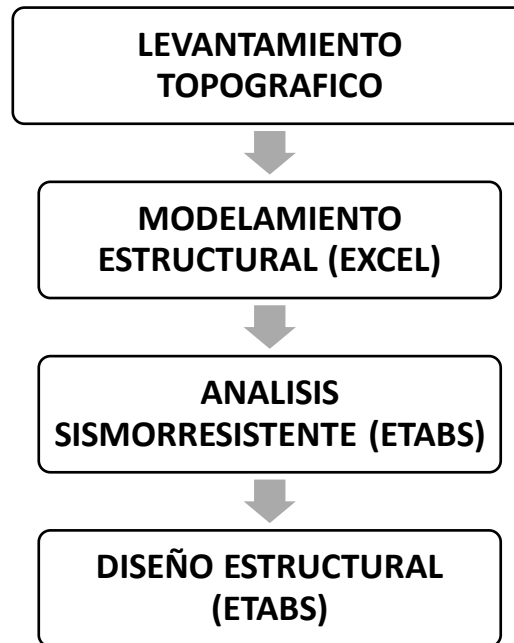 LEVANTAMIENTO
TOPOGRAFICO
MODELAMIENTO
ESTRUCTURAL (EXCEL)
ANALISIS
SISMORRESISTENTE (ETABS)
DISEÑO ESTRUCTURAL
(ETABS)